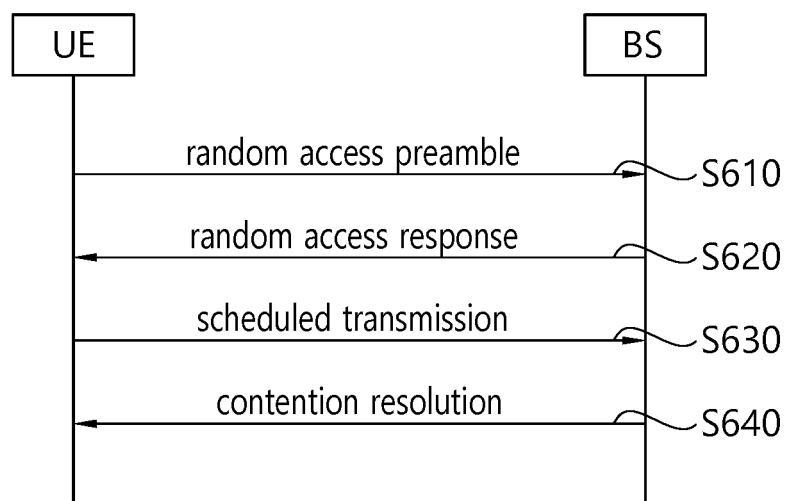 UE
BS
random access preamble
S610
random access response
S620
scheduled transmission
S630
contention resolution
S640